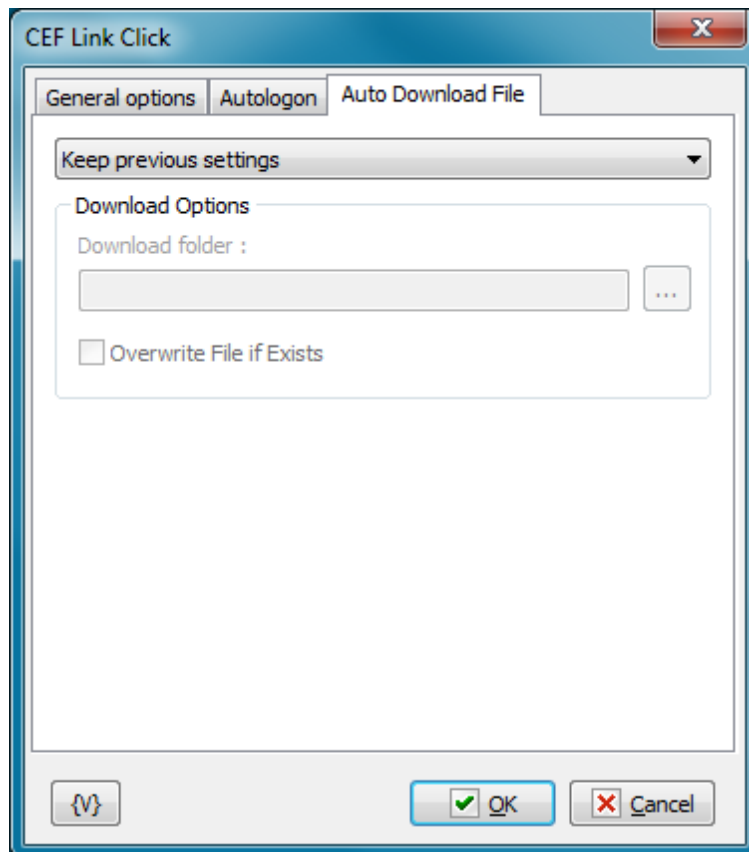 CEF Link Click
General options Autologon Auto Download File
Keep previous settings
Download Options
Download folder :
...
Overwrite File if Exists
{V} OK Cancel